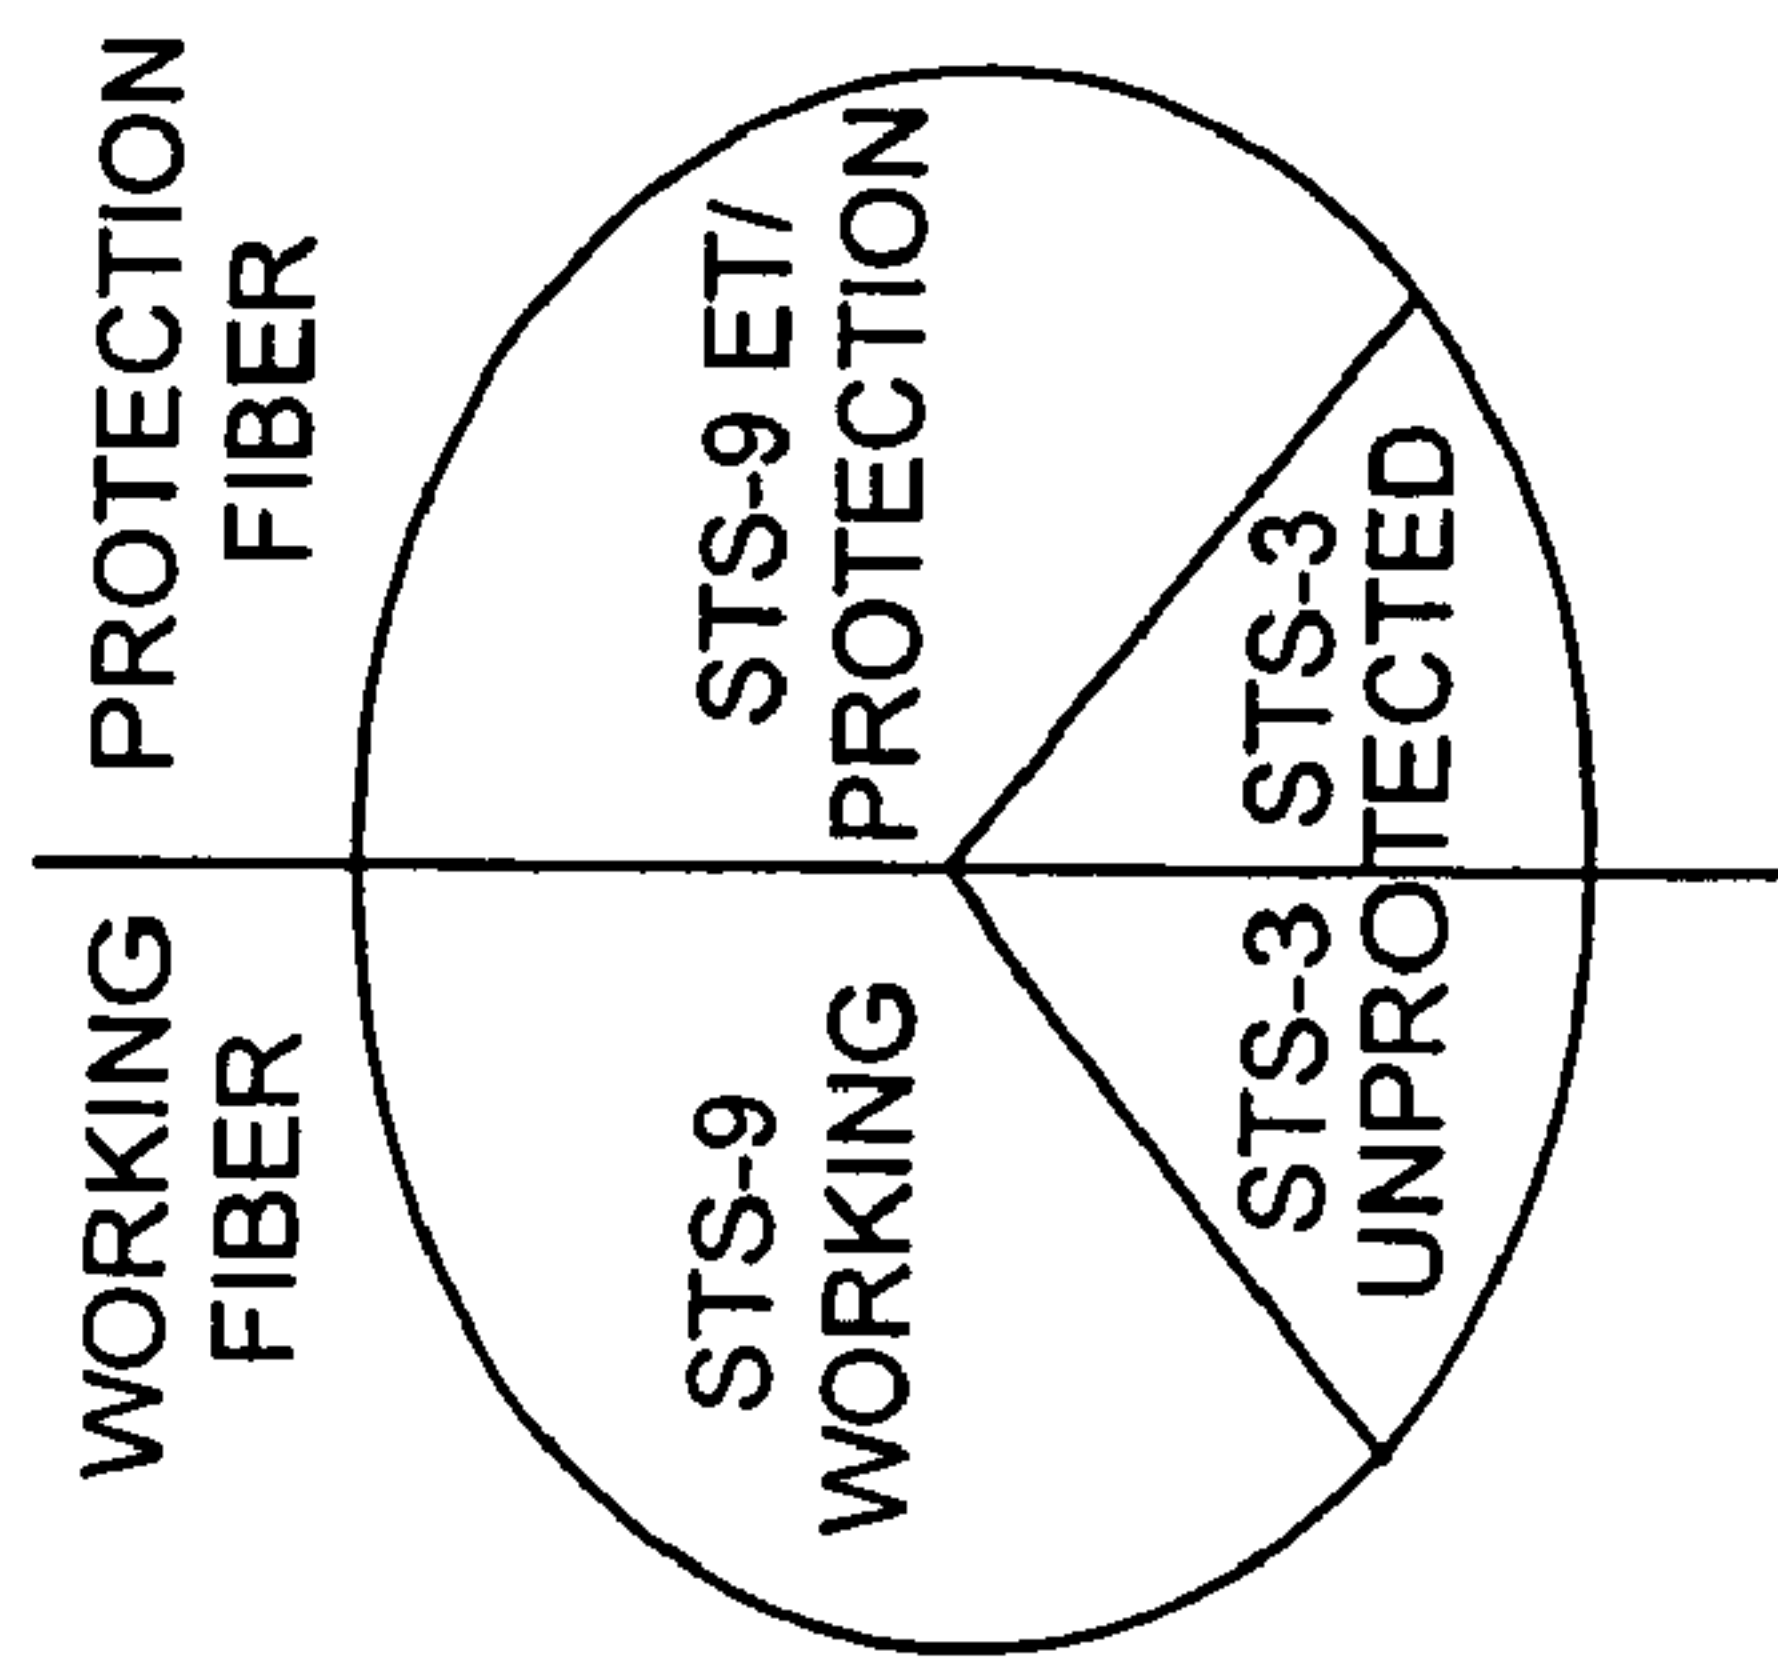 WORKING FIBER
PROTECTION FIBER
STS-9 WORKING
STS-9 ET/
PROTECTION
STS-3 STS-3
UNPROTECTED